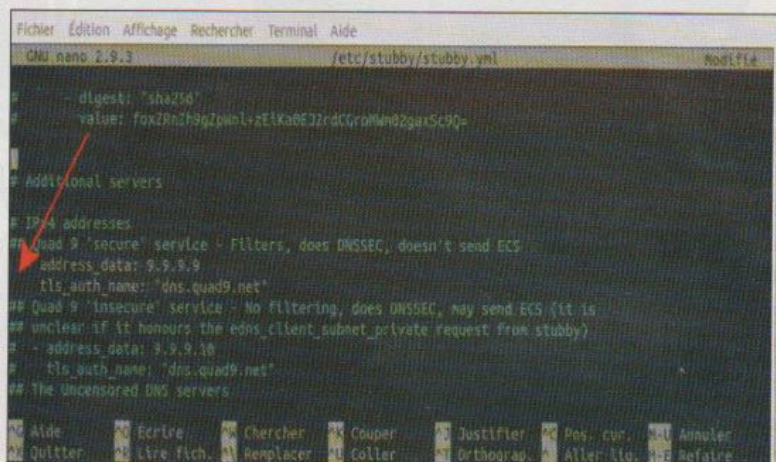 Fichier Édition Affichage Rechercher Terminal Aide
GNU nano 2.9.3 /etc/stubby/stubby.yml Modifié
# - digest: "sha256"
# value:
# Additional servers
# IPv4 addresses
## Quad 9 'secure' service - Filters, does DNSSEC, doesn't send ECS
address_data: 9.9.9.9
tls_auth_name: "dns.quad9.net"
## Quad 9 'insecure' service - No filtering, does DNSSEC, may send ECS (it is
## unclear if it honours the edns_client_subnet_private request from stubby)
# - address_data: 9.9.9.10
# tls_auth_name: "dns.quad9.net"
## The Uncensored DNS servers
^G Aide ^O Écrire ^W Chercher ^K Couper ^J Justifier ^C Pos. cur. M-U Annuler
^X Quitter ^R Lire fich. ^\ Remplacer ^U Coller ^T Orthograp. ^_ Aller lig. M-E Refaire